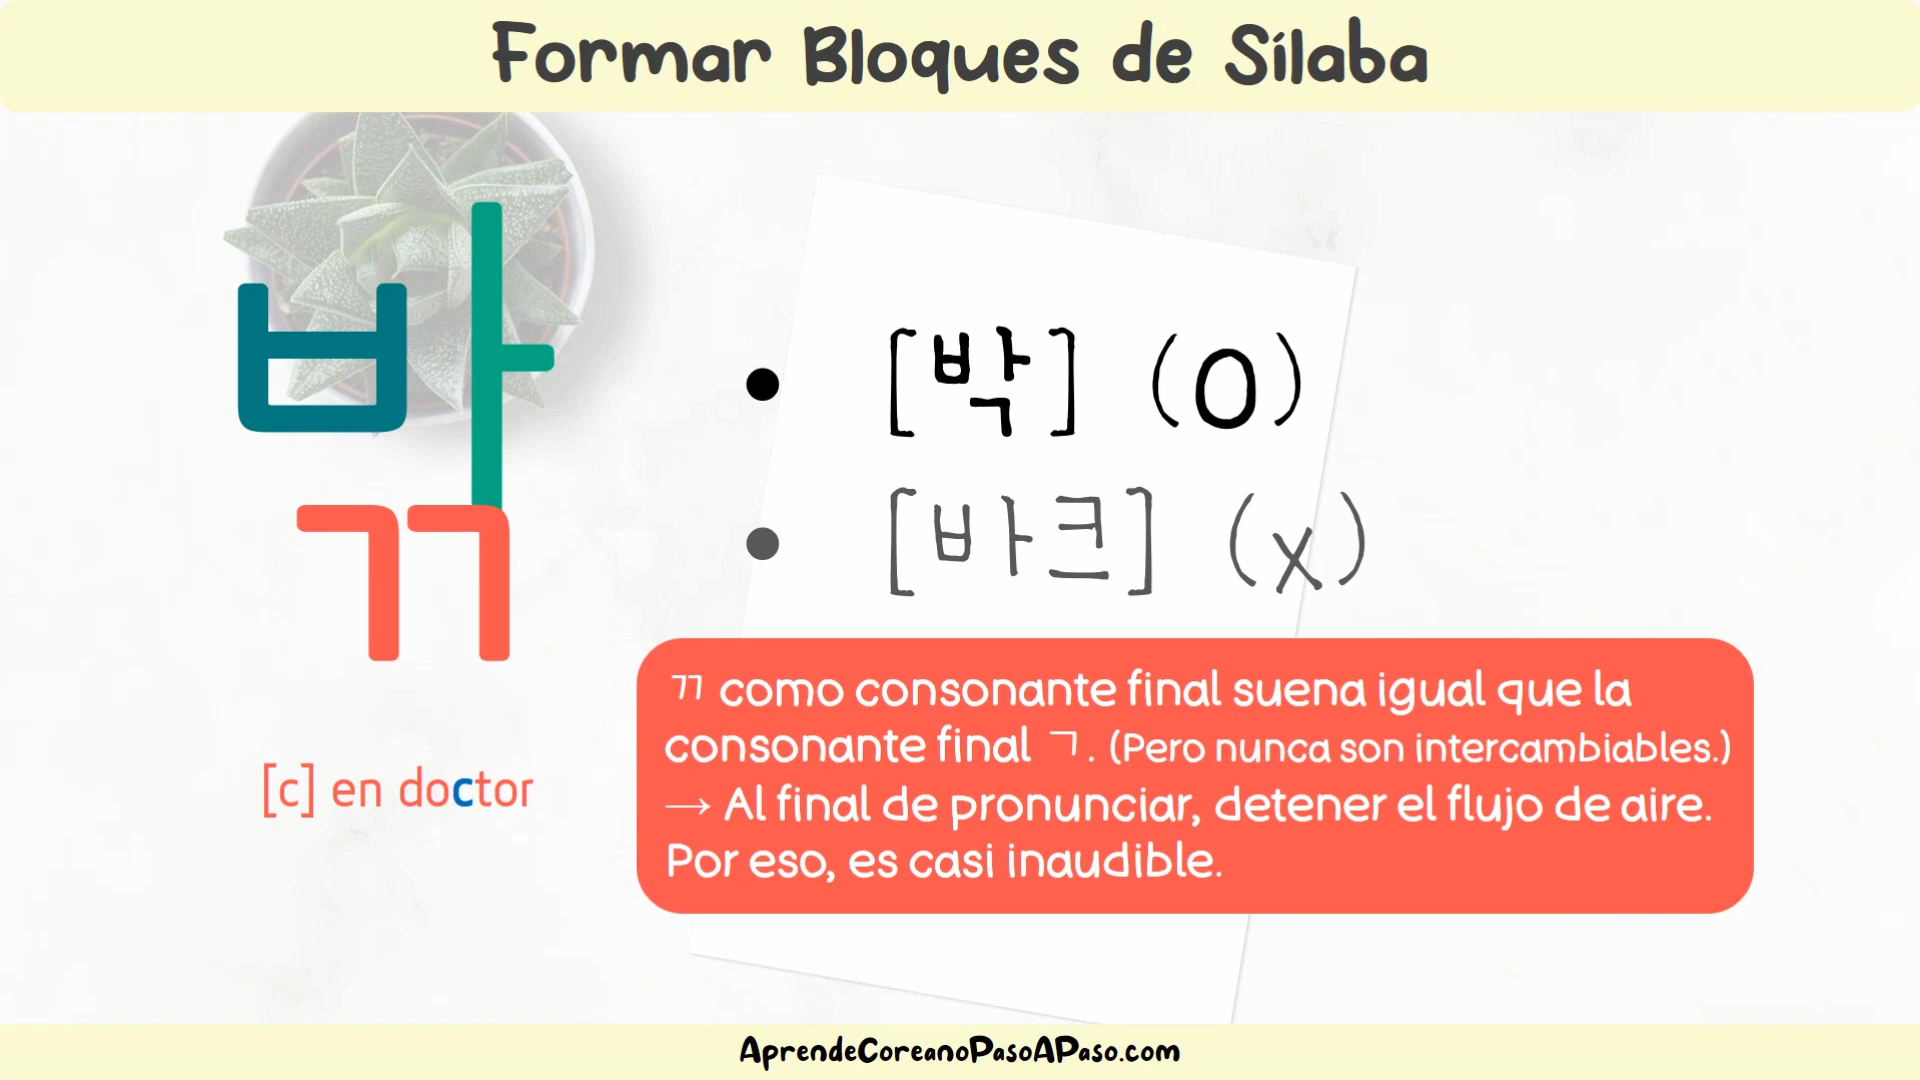 Formar Bloques de Sílaba
밖
[박] (O)
[바크] (X)
ㄲ como consonante final suena igual que la
consonante final ㄱ. (Pero nunca son intercambiables.)
→ Al final de pronunciar, detener el flujo de aire.
Por eso, es casi inaudible.
[c] en doctor
AprendeCoreanoPasoAPaso.com